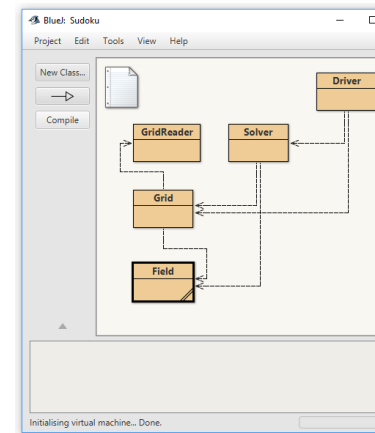 BlueJ: Sudoku
Project Edit Tools View Help
New Class...
Compile
Driver
GridReader
Solver
Grid
Field
Initialising virtual machine... Done.